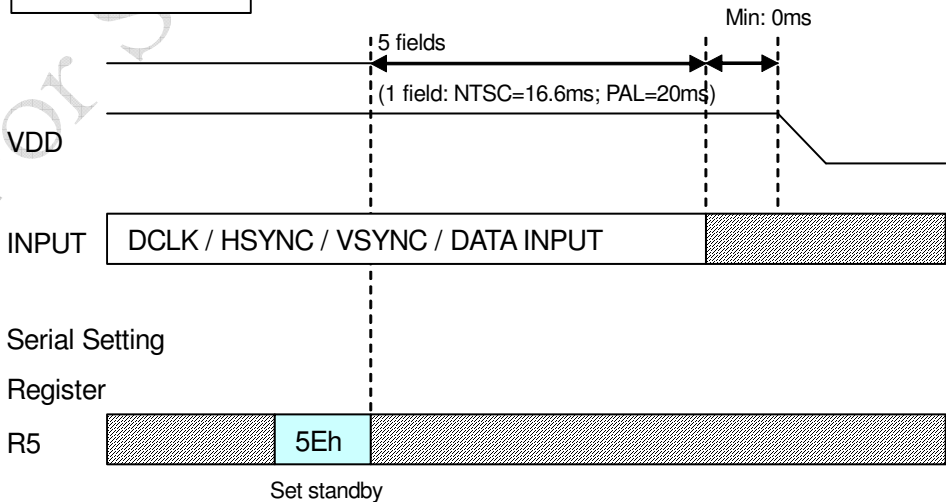 Min: 0ms
5 fields
(1 field: NTSC=16.6ms; PAL=20ms)
VDD
INPUT
DCLK / HSYNC / VSYNC / DATA INPUT
Serial Setting
Register
R5
5Eh
Set standby